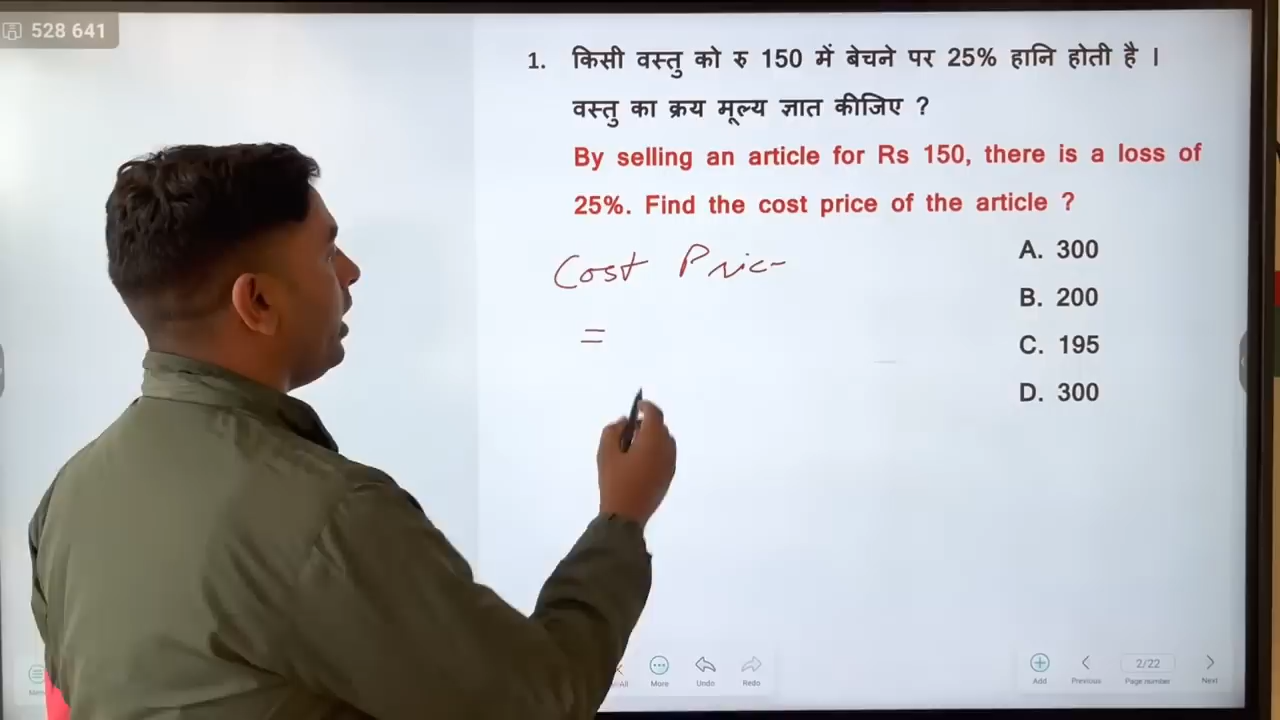 528 641
1. किसी वस्तु को रु 150 में बेचने पर 25% हानि होती है ।
वस्तु का क्रय मूल्य ज्ञात कीजिए ?
By selling an article for Rs 150, there is a loss of
25%. Find the cost price of the article ?
Cost Price
=
A. 300
B. 200
C. 195
D. 300
More
Undo
Redo
Add
Previous
2/22
Page number
Next